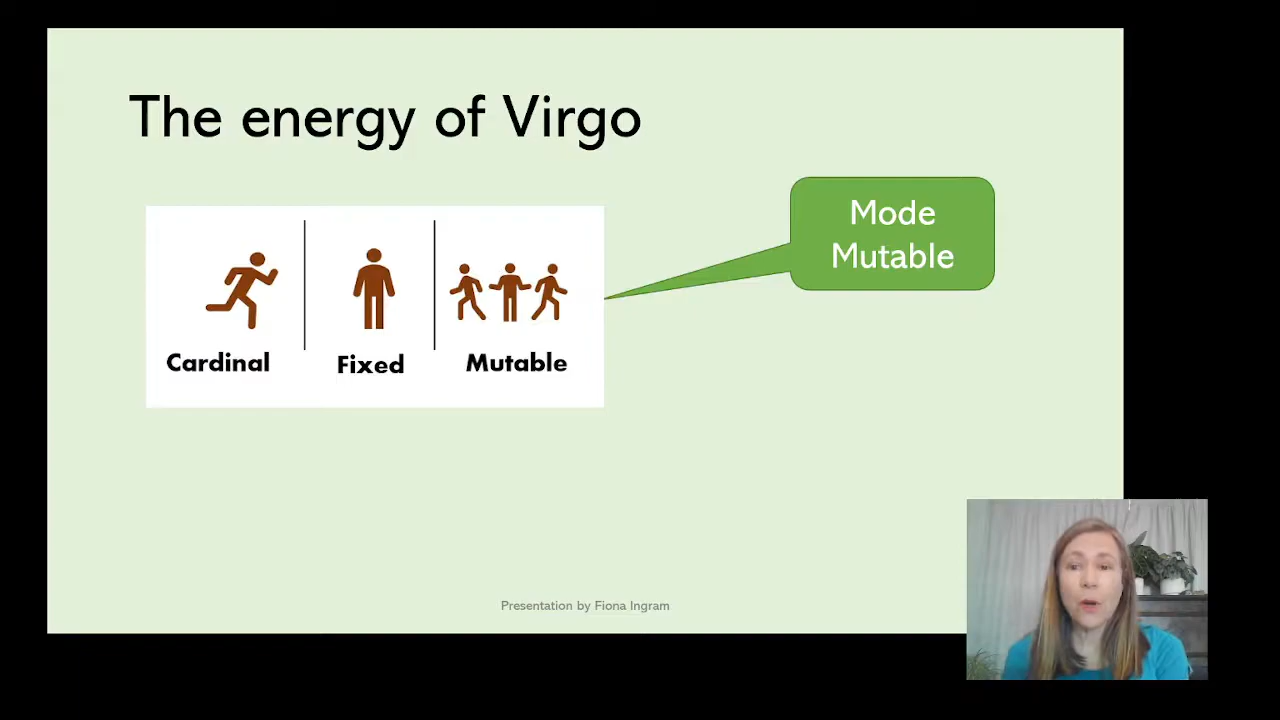 The energy of Virgo
Mode
Mutable
Cardinal
Fixed
Mutable
Presentation by Fiona Ingram